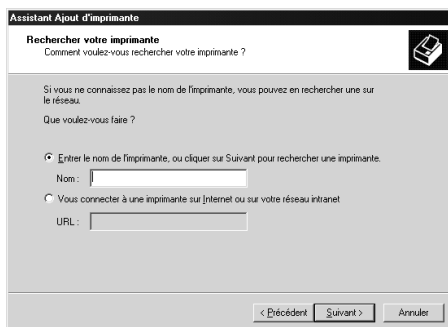 Assistant Ajout d'imprimante
Rechercher votre imprimante
Comment voulez-vous rechercher votre imprimante ?
Si vous ne connaissez pas le nom de l'imprimante, vous pouvez en rechercher une sur
le réseau.
Que voulez-vous faire ?
Entrer le nom de l'imprimante, ou cliquer sur Suivant pour rechercher une imprimante.
Nom :
Vous connecter à une imprimante sur Internet ou sur votre réseau intranet
URL :
< Précédent Suivant > Annuler